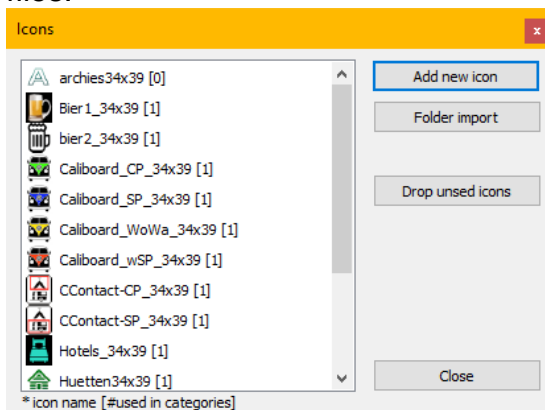 Icons
x
archies34x39 [0]
Bier1_34x39 [1]
bier2_34x39 [1]
Caliboard_CP_34x39 [1]
Caliboard_SP_34x39 [1]
Caliboard_WoWa_34x39 [1]
Caliboard_wSP_34x39 [1]
CContact-CP_34x39 [1]
CContact-SP_34x39 [1]
Hotels_34x39 [1]
Huetten34x39 [1]
* icon name [#used in categories]
Add new icon
Folder import
Drop unsed icons
Close